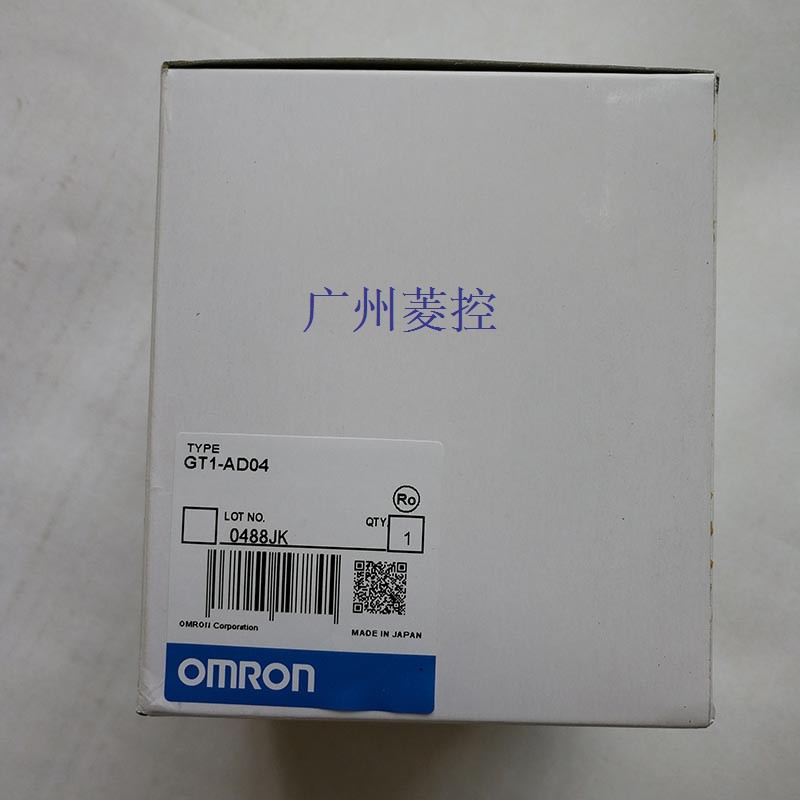 广州菱控
TYPE
GT1-AD04
Ro
LOT NO.
0488JK
QTY.
1
OMRON Corporation
MADE IN JAPAN
OMRON